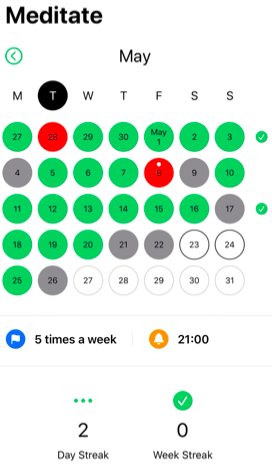 Meditate
May
M T W T F S S
27 28 29 30 May 1 2 3
4 5 6 7 8 9 10
11 12 13 14 15 16 17
18 19 20 21 22 23 24
25 26 27 28 29 30 31
5 times a week 21:00
2 0
Day Streak Week Streak